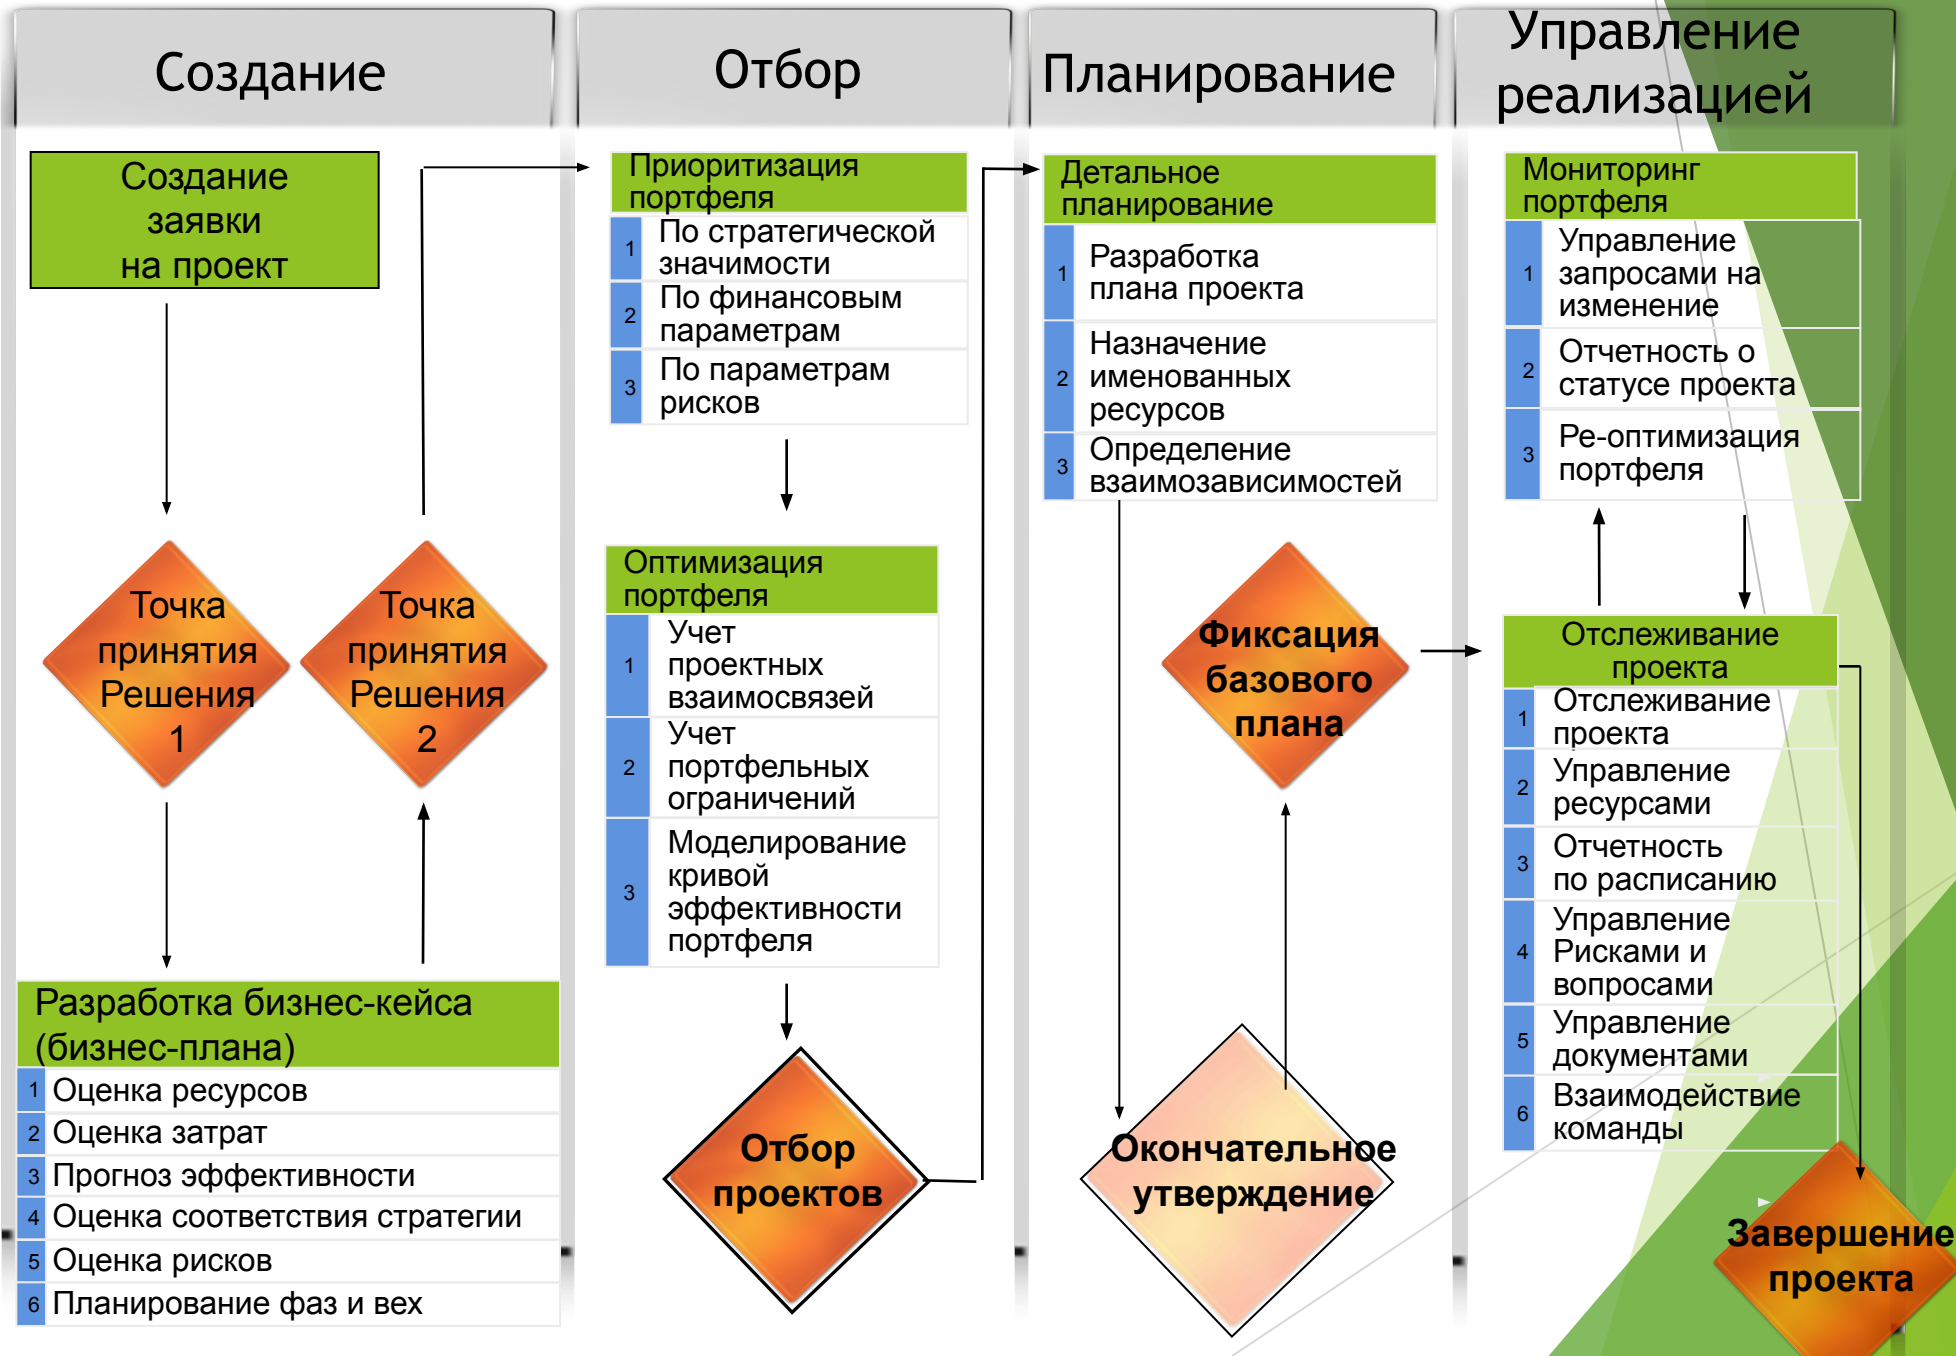 Создание
Создание
заявки
на проект
Точка
принятия
Решения
1
Точка
принятия
Решения
2
Разработка бизнес-кейса
(бизнес-плана)
1 Оценка ресурсов
2 Оценка затрат
3 Прогноз эффективности
4 Оценка соответствия стратегии
5 Оценка рисков
6 Планирование фаз и вех
Отбор
Приоритизация
портфеля
1 По стратегической
значимости
2 По финансовым
параметрам
3 По параметрам
рисков
Оптимизация
портфеля
1 Учет
проектных
взаимосвязей
2 Учет
портфельных
ограничений
3 Моделирование
кривой
эффективности
портфеля
Отбор
проектов
Планирование
Детальное
планирование
1 Разработка
плана проекта
2 Назначение
именованных
ресурсов
3 Определение
взаимозависимостей
Фиксация
базового
плана
Окончательное
утверждение
Управление
реализацией
Мониторинг
портфеля
1 Управление
запросами на
изменение
2 Отчетность о
статусе проекта
3 Ре-оптимизация
портфеля
Отслеживание
проекта
1 Отслеживание
проекта
2 Управление
ресурсами
3 Отчетность
по расписанию
4 Управление
Рисками и
вопросами
5 Управление
документами
6 Взаимодействие
команды
Завершение
проекта